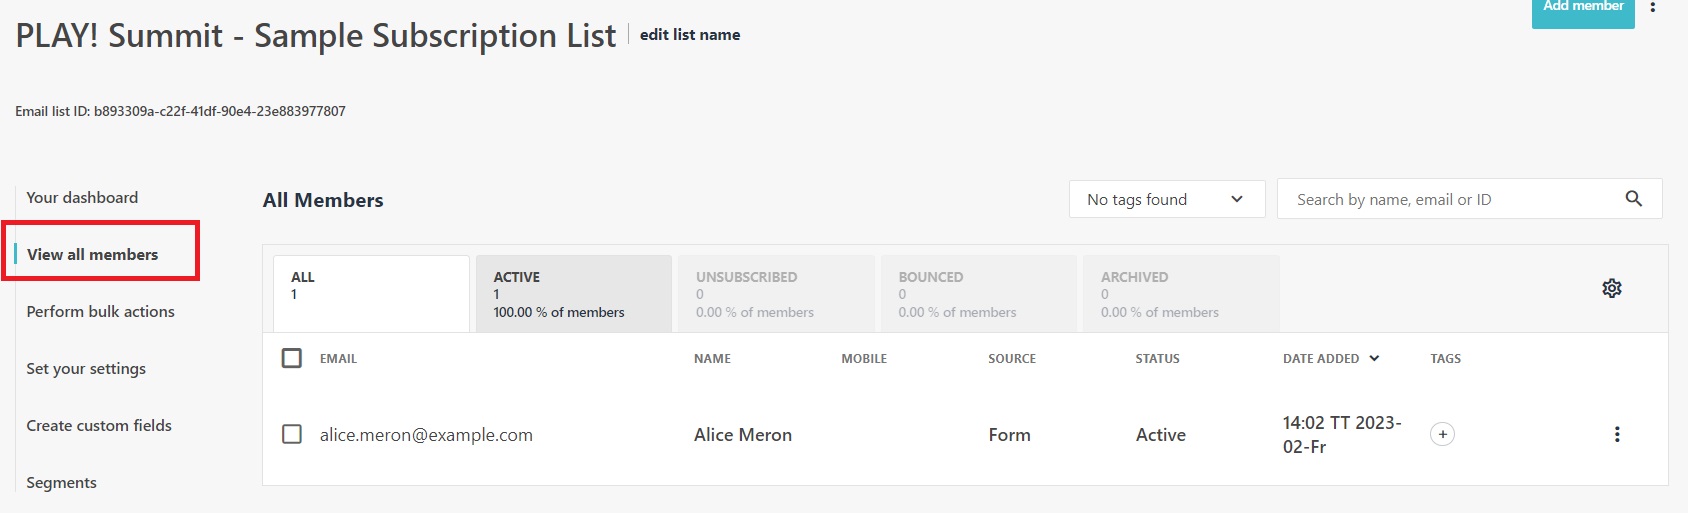 Add member
PLAY! Summit - Sample Subscription List
edit list name
Email list ID: b893309a-c22f-41df-90e4-23e883977807
Your dashboard
View all members
Perform bulk actions
Set your settings
Create custom fields
Segments
All Members
No tags found
Search by name, email or ID
ALL
1
ACTIVE
1
100.00 % of members
UNSUBSCRIBED
0
0.00 % of members
BOUNCED
0
0.00 % of members
ARCHIVED
0
0.00 % of members
EMAIL NAME MOBILE SOURCE STATUS DATE ADDED TAGS
alice.meron@example.com Alice Meron Form Active 14:02 TT 2023-
02-Fr